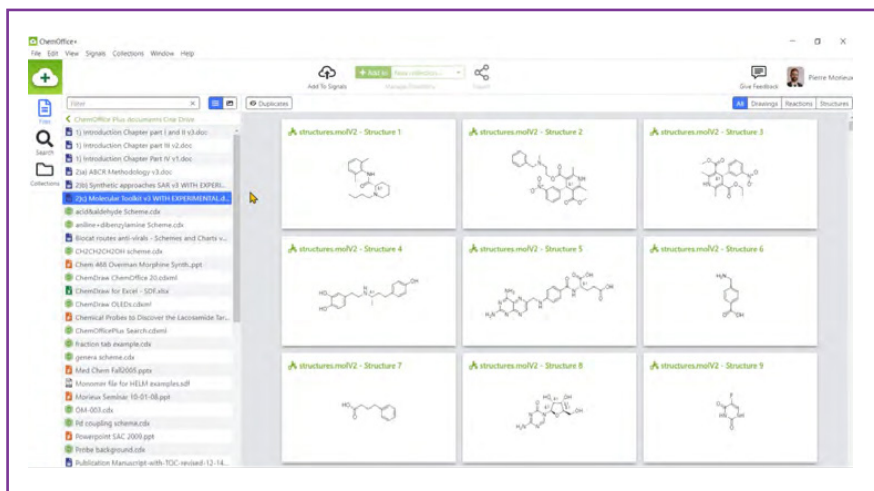 ChemOffice+
File Edit View Signals Collections Window Help
Add To Signals
+ Add to New collection...
Manage Collections
Export
Give Feedback
Pierre Morieux
Files
Search
Collections
Filter
Duplicates
All Drawings Reactions Structures
ChemOffice Plus documents One Drive
1) Introduction Chapter part I and II v3.doc
1) Introduction Chapter part III v2.doc
1) Introduction Chapter Part IV v1.doc
2)a) ABCR Methodology v3.doc
2)b) Synthetic approaches SAR v3 WITH EXPERI...
2)c) Molecular Toolkit v3 WITH EXPERIMENTAL.d...
acid&aldehyde Scheme.cdx
aniline+dibenzylamine Scheme.cdx
Biocat routes anti-virals - Schemes and Charts v...
CH2CH2CH2OH scheme.cdx
Chem 466 Overman Morphine Synth..ppt
ChemDraw ChemOffice 20.cdxml
ChemDraw for Excel - SDF.xlsx
ChemDraw OLEDs.cdxml
Chemical Probes to Discover the Lacosamide Tar...
ChemOfficePlus Search.cdxml
fraction tab example.cdx
genera scheme.cdx
Med Chem Fall2005.pptx
Monomer file for HELM examples.sdf
Morieux Seminar 10-01-08.ppt
OM-003.cdx
Pd coupling scheme.cdx
Powerpoint SAC 2009.ppt
Probe background.cdx
Publication Manuscript-with-TOC-revised-12-14...
structures.molV2 - Structure 1
structures.molV2 - Structure 2
structures.molV2 - Structure 3
structures.molV2 - Structure 4
structures.molV2 - Structure 5
structures.molV2 - Structure 6
structures.molV2 - Structure 7
structures.molV2 - Structure 8
structures.molV2 - Structure 9